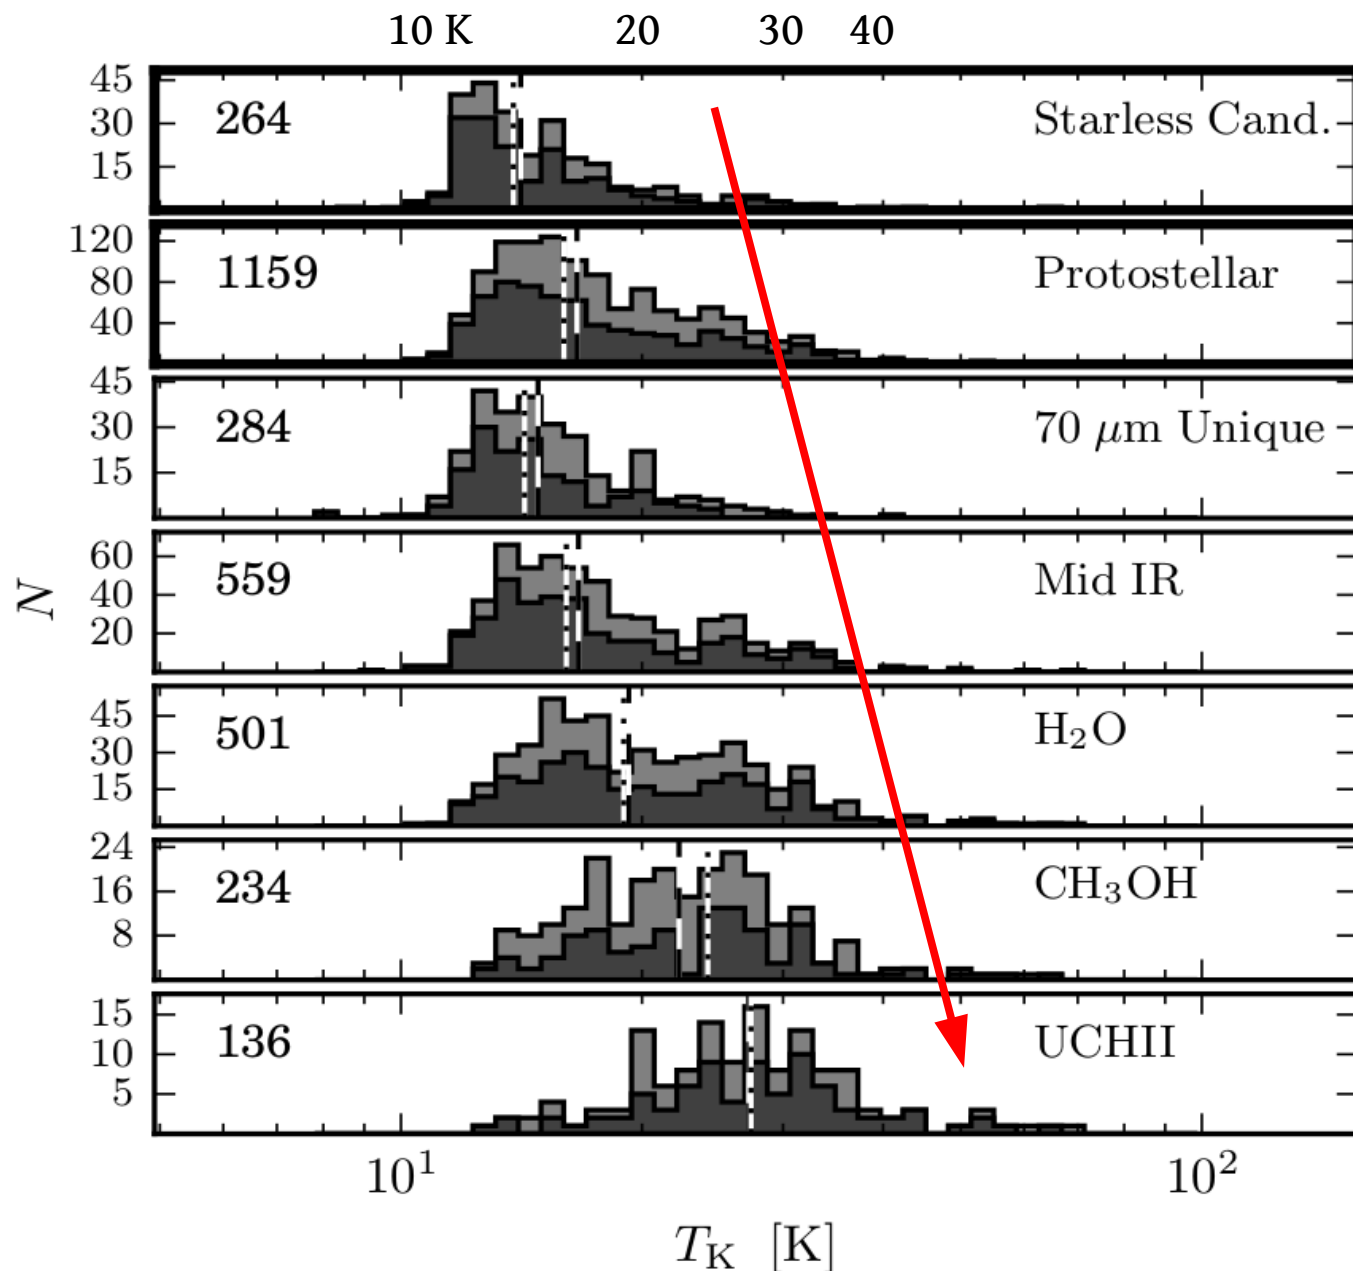 10 K 20 30 40
45
30
15
264 Starless Cand.
120
80
40
1159 Protostellar
45
30
15
284 70 μm Unique
60
40
20
559 Mid IR
45
30
15
501 H₂O
24
16
8
234 CH₃OH
15
10
5
136 UCHII
N
10¹ 10²
T_K [K]